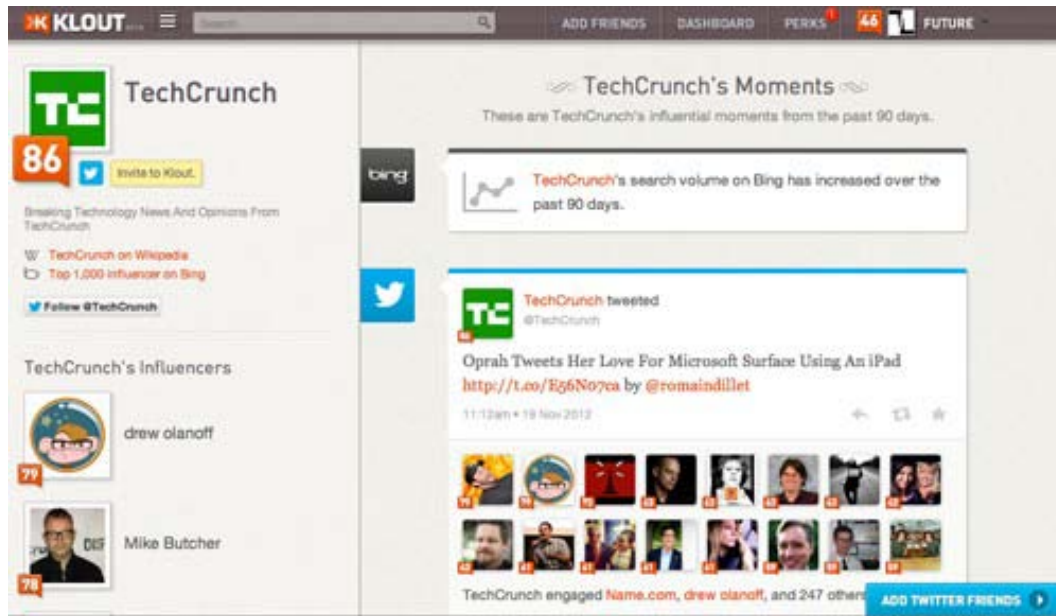 KLOUT beta
Search
ADD FRIENDS
DASHBOARD
PERKS
46
FUTURE
TC
TechCrunch
86
Invite to Klout.
Breaking Technology News And Opinions From
TechCrunch
W TechCrunch on Wikipedia
b Top 1,000 influencer on Bing
Follow @TechCrunch
TechCrunch's Influencers
drew olanoff
79
Mike Butcher
78
TechCrunch's Moments
These are TechCrunch's influential moments from the past 90 days.
bing
TechCrunch's search volume on Bing has increased over the
past 90 days.
TC
86
TechCrunch tweeted
@TechCrunch
Oprah Tweets Her Love For Microsoft Surface Using An iPad
http://t.co/E56No7ca by @romaindillet
11:12am • 19 Nov 2012
TechCrunch engaged Name.com, drew olanoff, and 247 others
ADD TWITTER FRIENDS